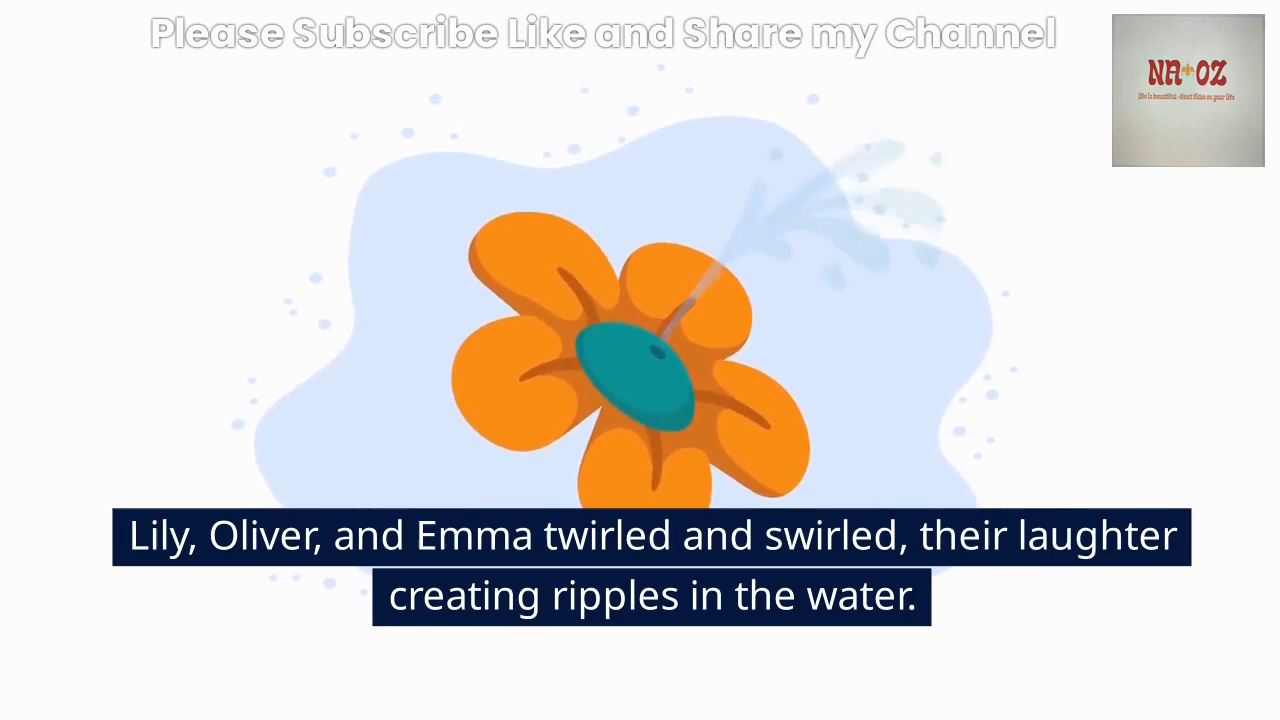 Please Subscribe Like and Share my Channel
NA OZ
Lily, Oliver, and Emma twirled and swirled, their laughter
creating ripples in the water.